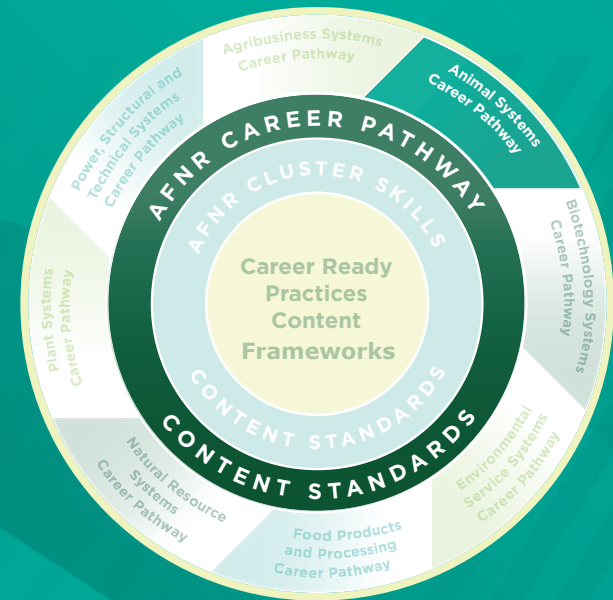 Agribusiness Systems
Career Pathway
Animal Systems
Career Pathway
Biotechnology Systems
Career Pathway
Environmental
Service Systems
Career Pathway
Food Products
and Processing
Career Pathway
Natural Resource
Systems
Career Pathway
Plant Systems
Career Pathway
Power, Structural and
Technical Systems
Career Pathway
AFNR CAREER PATHWAY
CONTENT STANDARDS
AFNR CLUSTER SKILLS
CONTENT STANDARDS
Career Ready
Practices
Content
Frameworks